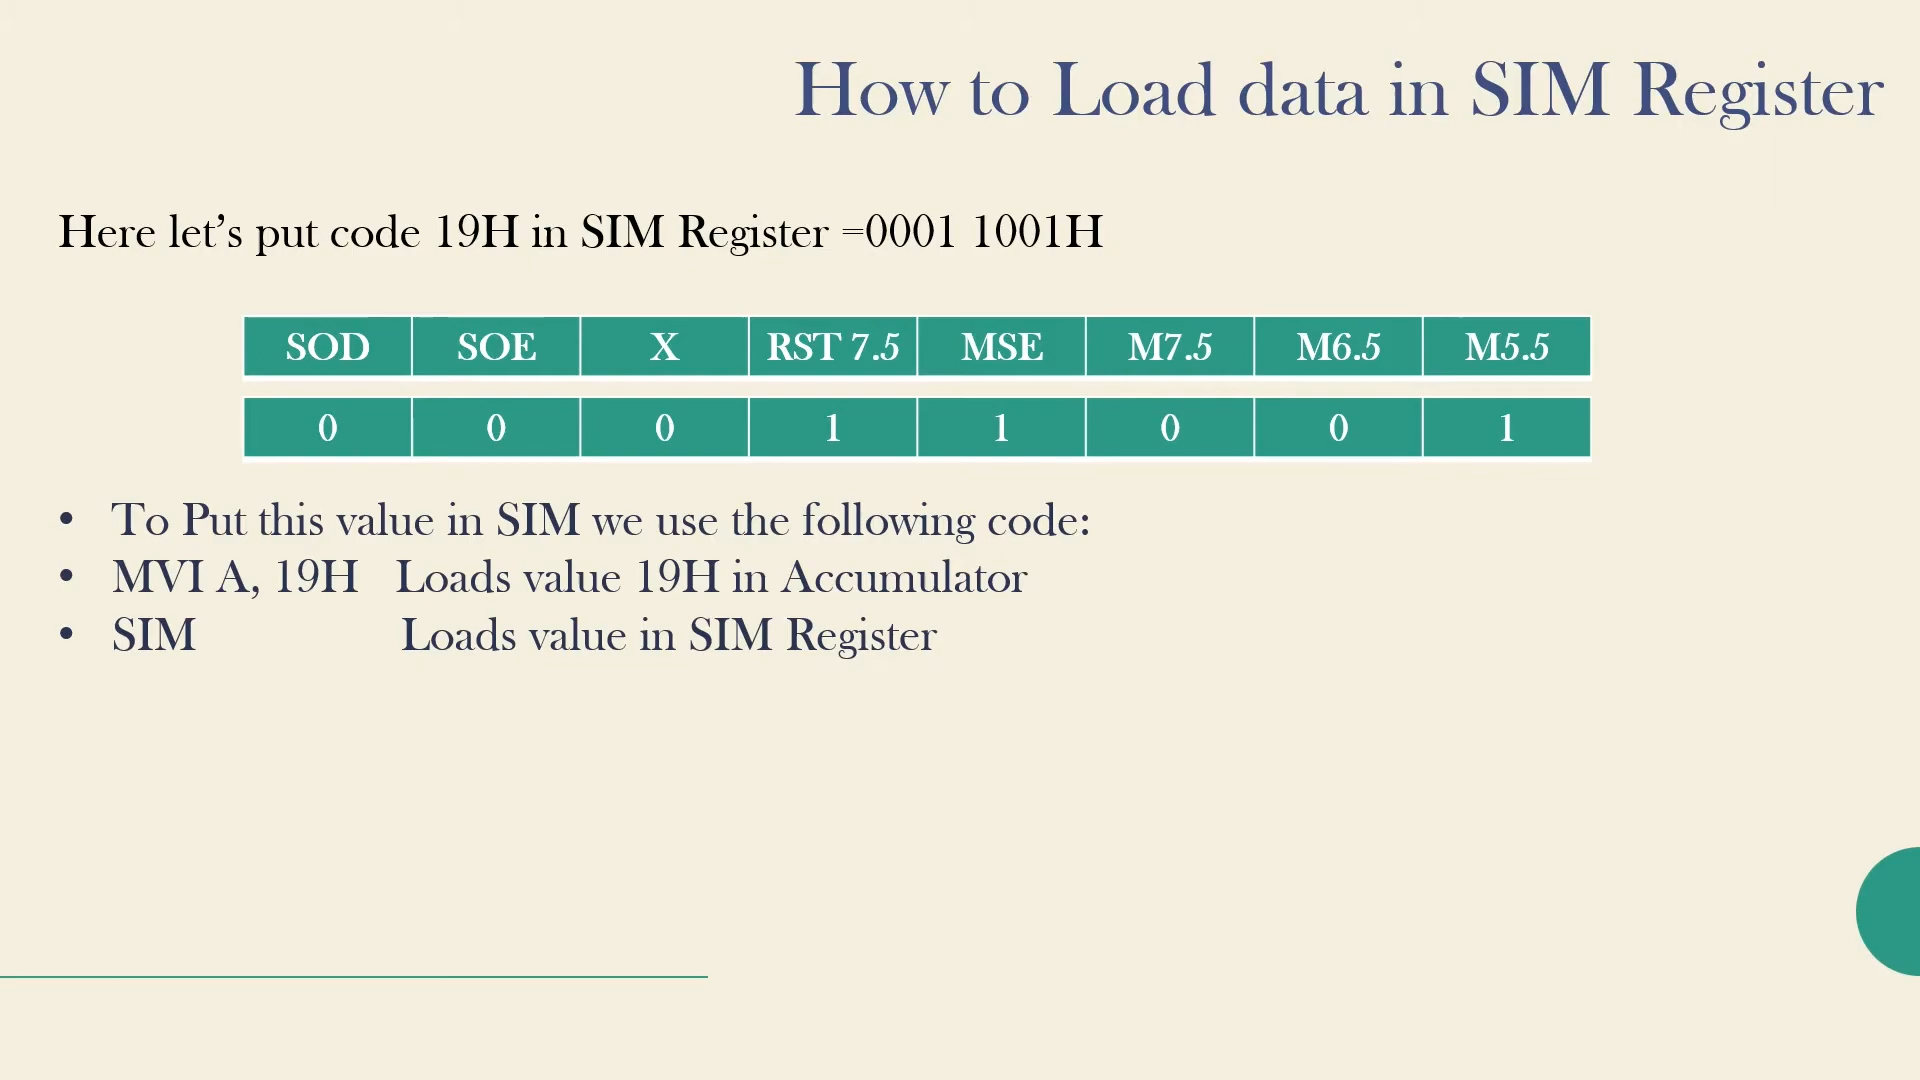 How to Load data in SIM Register
Here let’s put code 19H in SIM Register =0001 1001H
SOD SOE X RST 7.5 MSE M7.5 M6.5 M5.5
0 0 0 1 1 0 0 1
• To Put this value in SIM we use the following code:
• MVI A, 19H Loads value 19H in Accumulator
• SIM Loads value in SIM Register